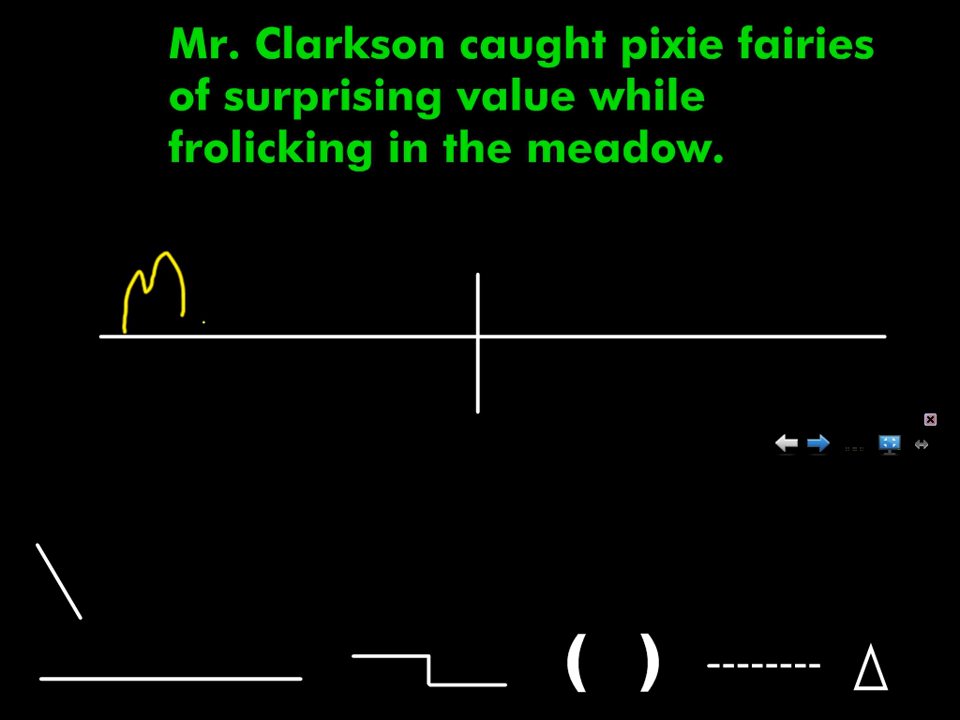 Mr. Clarkson caught pixie fairies
of surprising value while
frolicking in the meadow.
M
( )